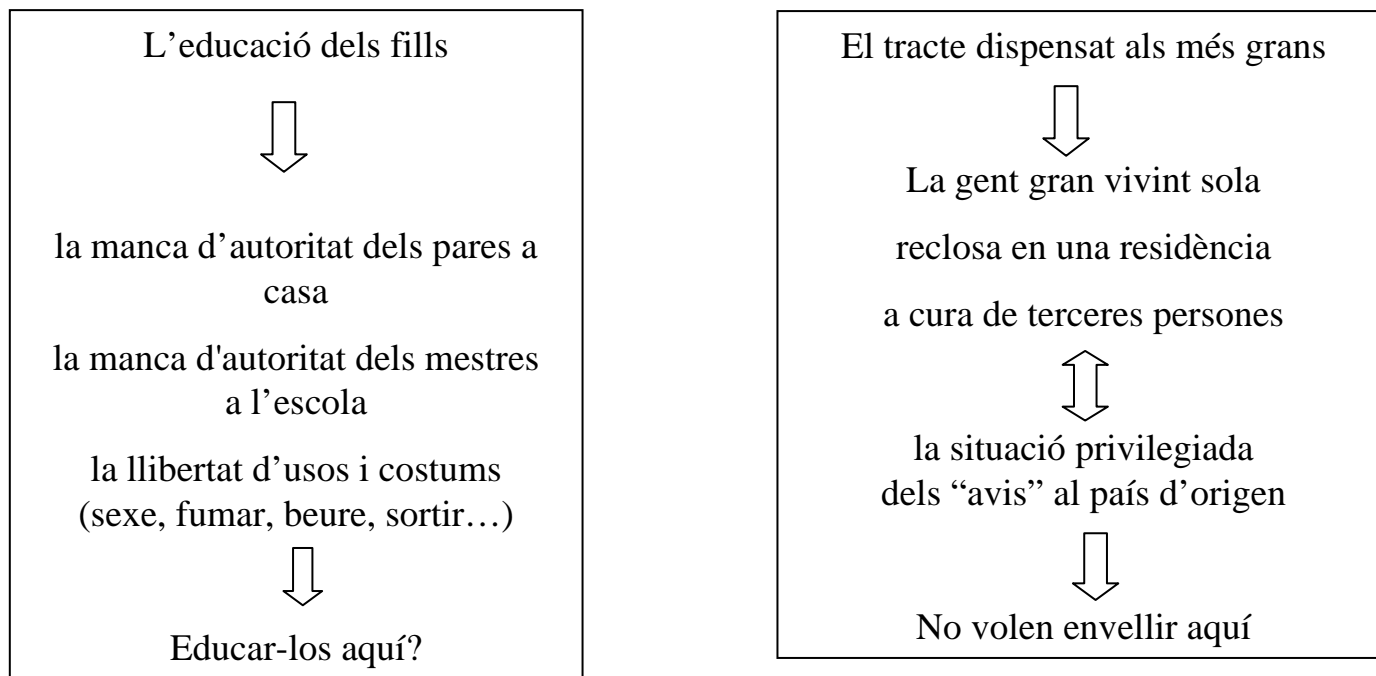 L’educació dels fills
la manca d’autoritat dels pares a
casa
la manca d'autoritat dels mestres
a l’escola
la llibertat d’usos i costums
(sexe, fumar, beure, sortir…)
Educar-los aquí?
El tracte dispensat als més grans
La gent gran vivint sola
reclosa en una residència
a cura de terceres persones
la situació privilegiada
dels “avis” al país d’origen
No volen envellir aquí